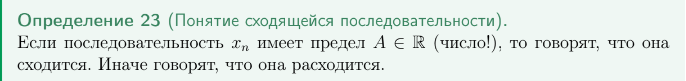 Определение 23 (Понятие сходящейся последовательности).
Если последовательность xₙ имеет предел A ∈ ℝ (число!), то говорят, что она
сходится. Иначе говорят, что она расходится.